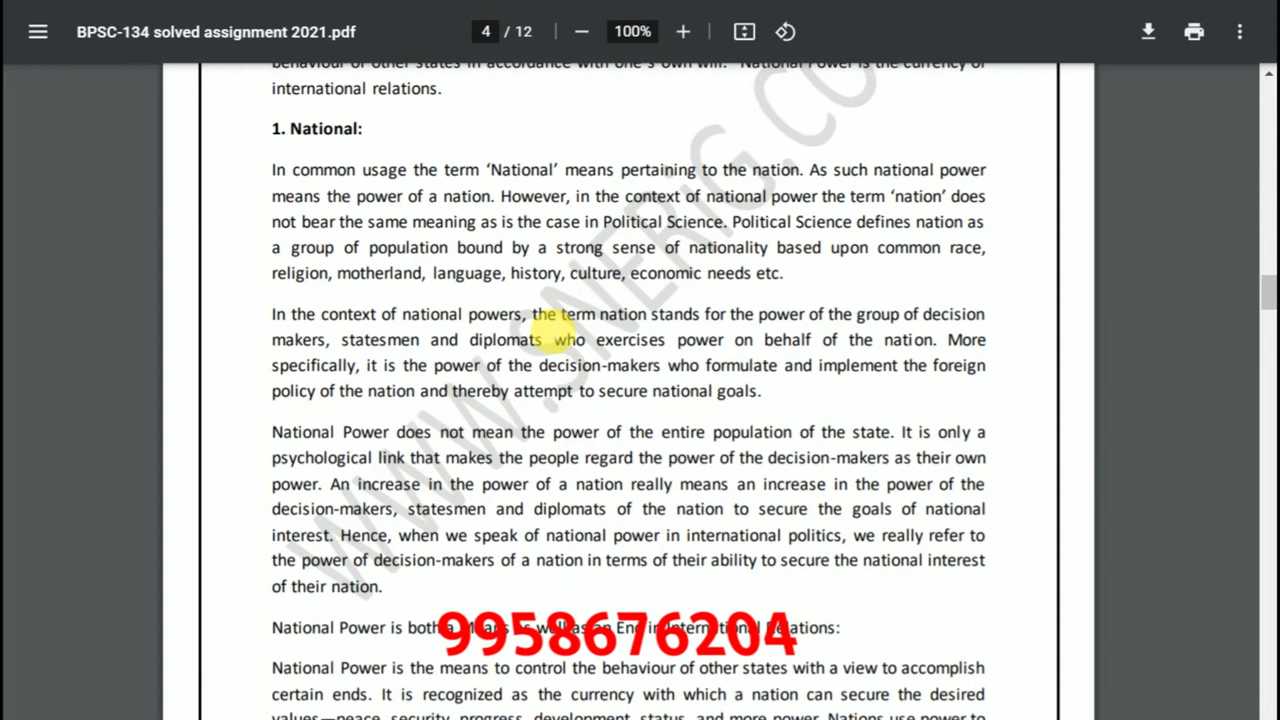 BPSC-134 solved assignment 2021.pdf
4 / 12
100%
behaviour of other states in accordance with one's own will. National Power is the currency of
international relations.
1. National:
In common usage the term ‘National’ means pertaining to the nation. As such national power
means the power of a nation. However, in the context of national power the term ‘nation’ does
not bear the same meaning as is the case in Political Science. Political Science defines nation as
a group of population bound by a strong sense of nationality based upon common race,
religion, motherland, language, history, culture, economic needs etc.
In the context of national powers, the term nation stands for the power of the group of decision
makers, statesmen and diplomats who exercises power on behalf of the nation. More
specifically, it is the power of the decision-makers who formulate and implement the foreign
policy of the nation and thereby attempt to secure national goals.
National Power does not mean the power of the entire population of the state. It is only a
psychological link that makes the people regard the power of the decision-makers as their own
power. An increase in the power of a nation really means an increase in the power of the
decision-makers, statesmen and diplomats of the nation to secure the goals of national
interest. Hence, when we speak of national power in international politics, we really refer to
the power of decision-makers of a nation in terms of their ability to secure the national interest
of their nation.
National Power is both a Means as well as an End in International Relations:
9958676204
National Power is the means to control the behaviour of other states with a view to accomplish
certain ends. It is recognized as the currency with which a nation can secure the desired
values—peace, security, progress, development, status, and more power. Nations use power to
WWW.SNERiG.CO